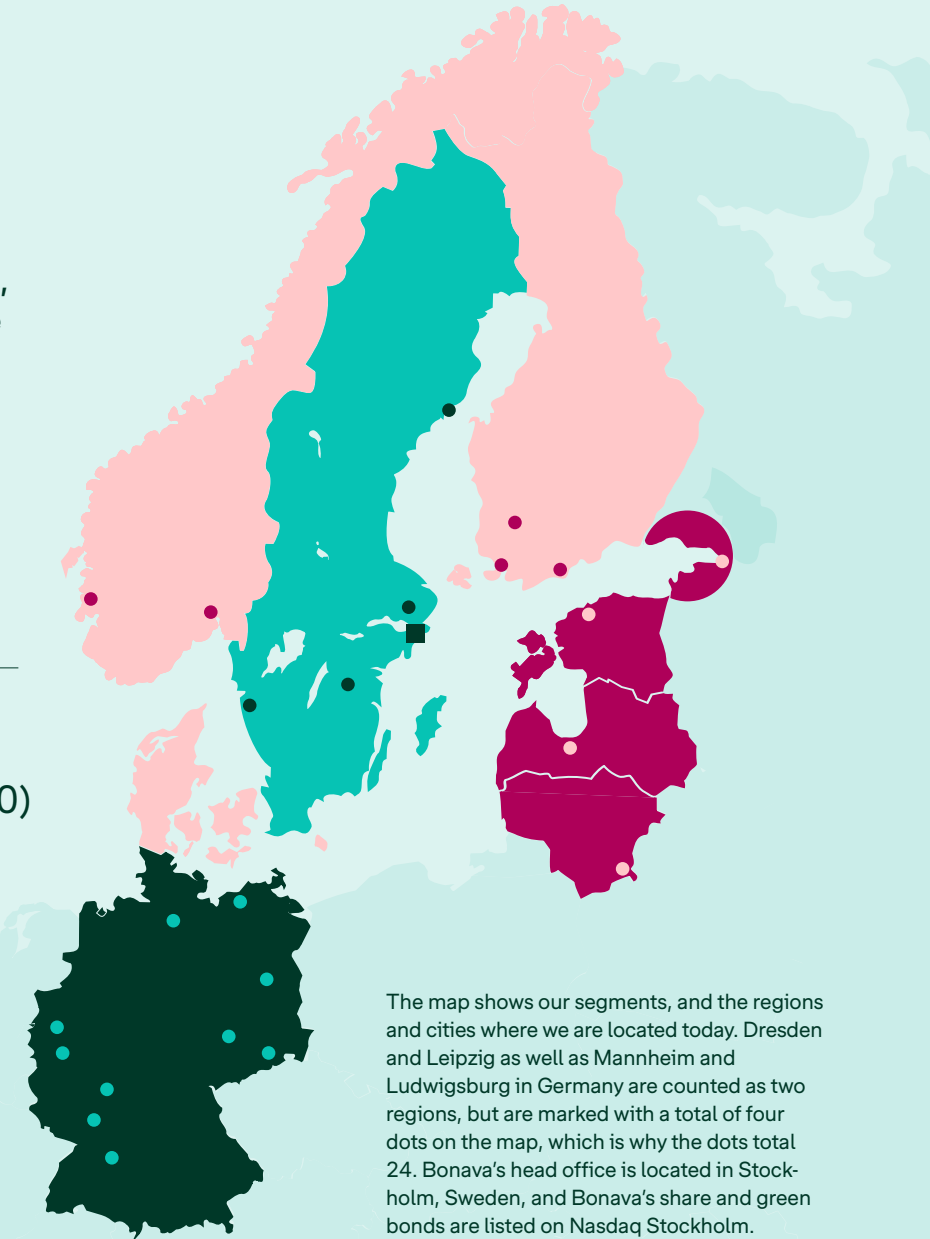 0)
The map shows our segments, and the regions
and cities where we are located today. Dresden
and Leipzig as well as Mannheim and
Ludwigsburg in Germany are counted as two
regions, but are marked with a total of four
dots on the map, which is why the dots total
24. Bonava’s head office is located in Stock-
holm, Sweden, and Bonava’s share and green
bonds are listed on Nasdaq Stockholm.